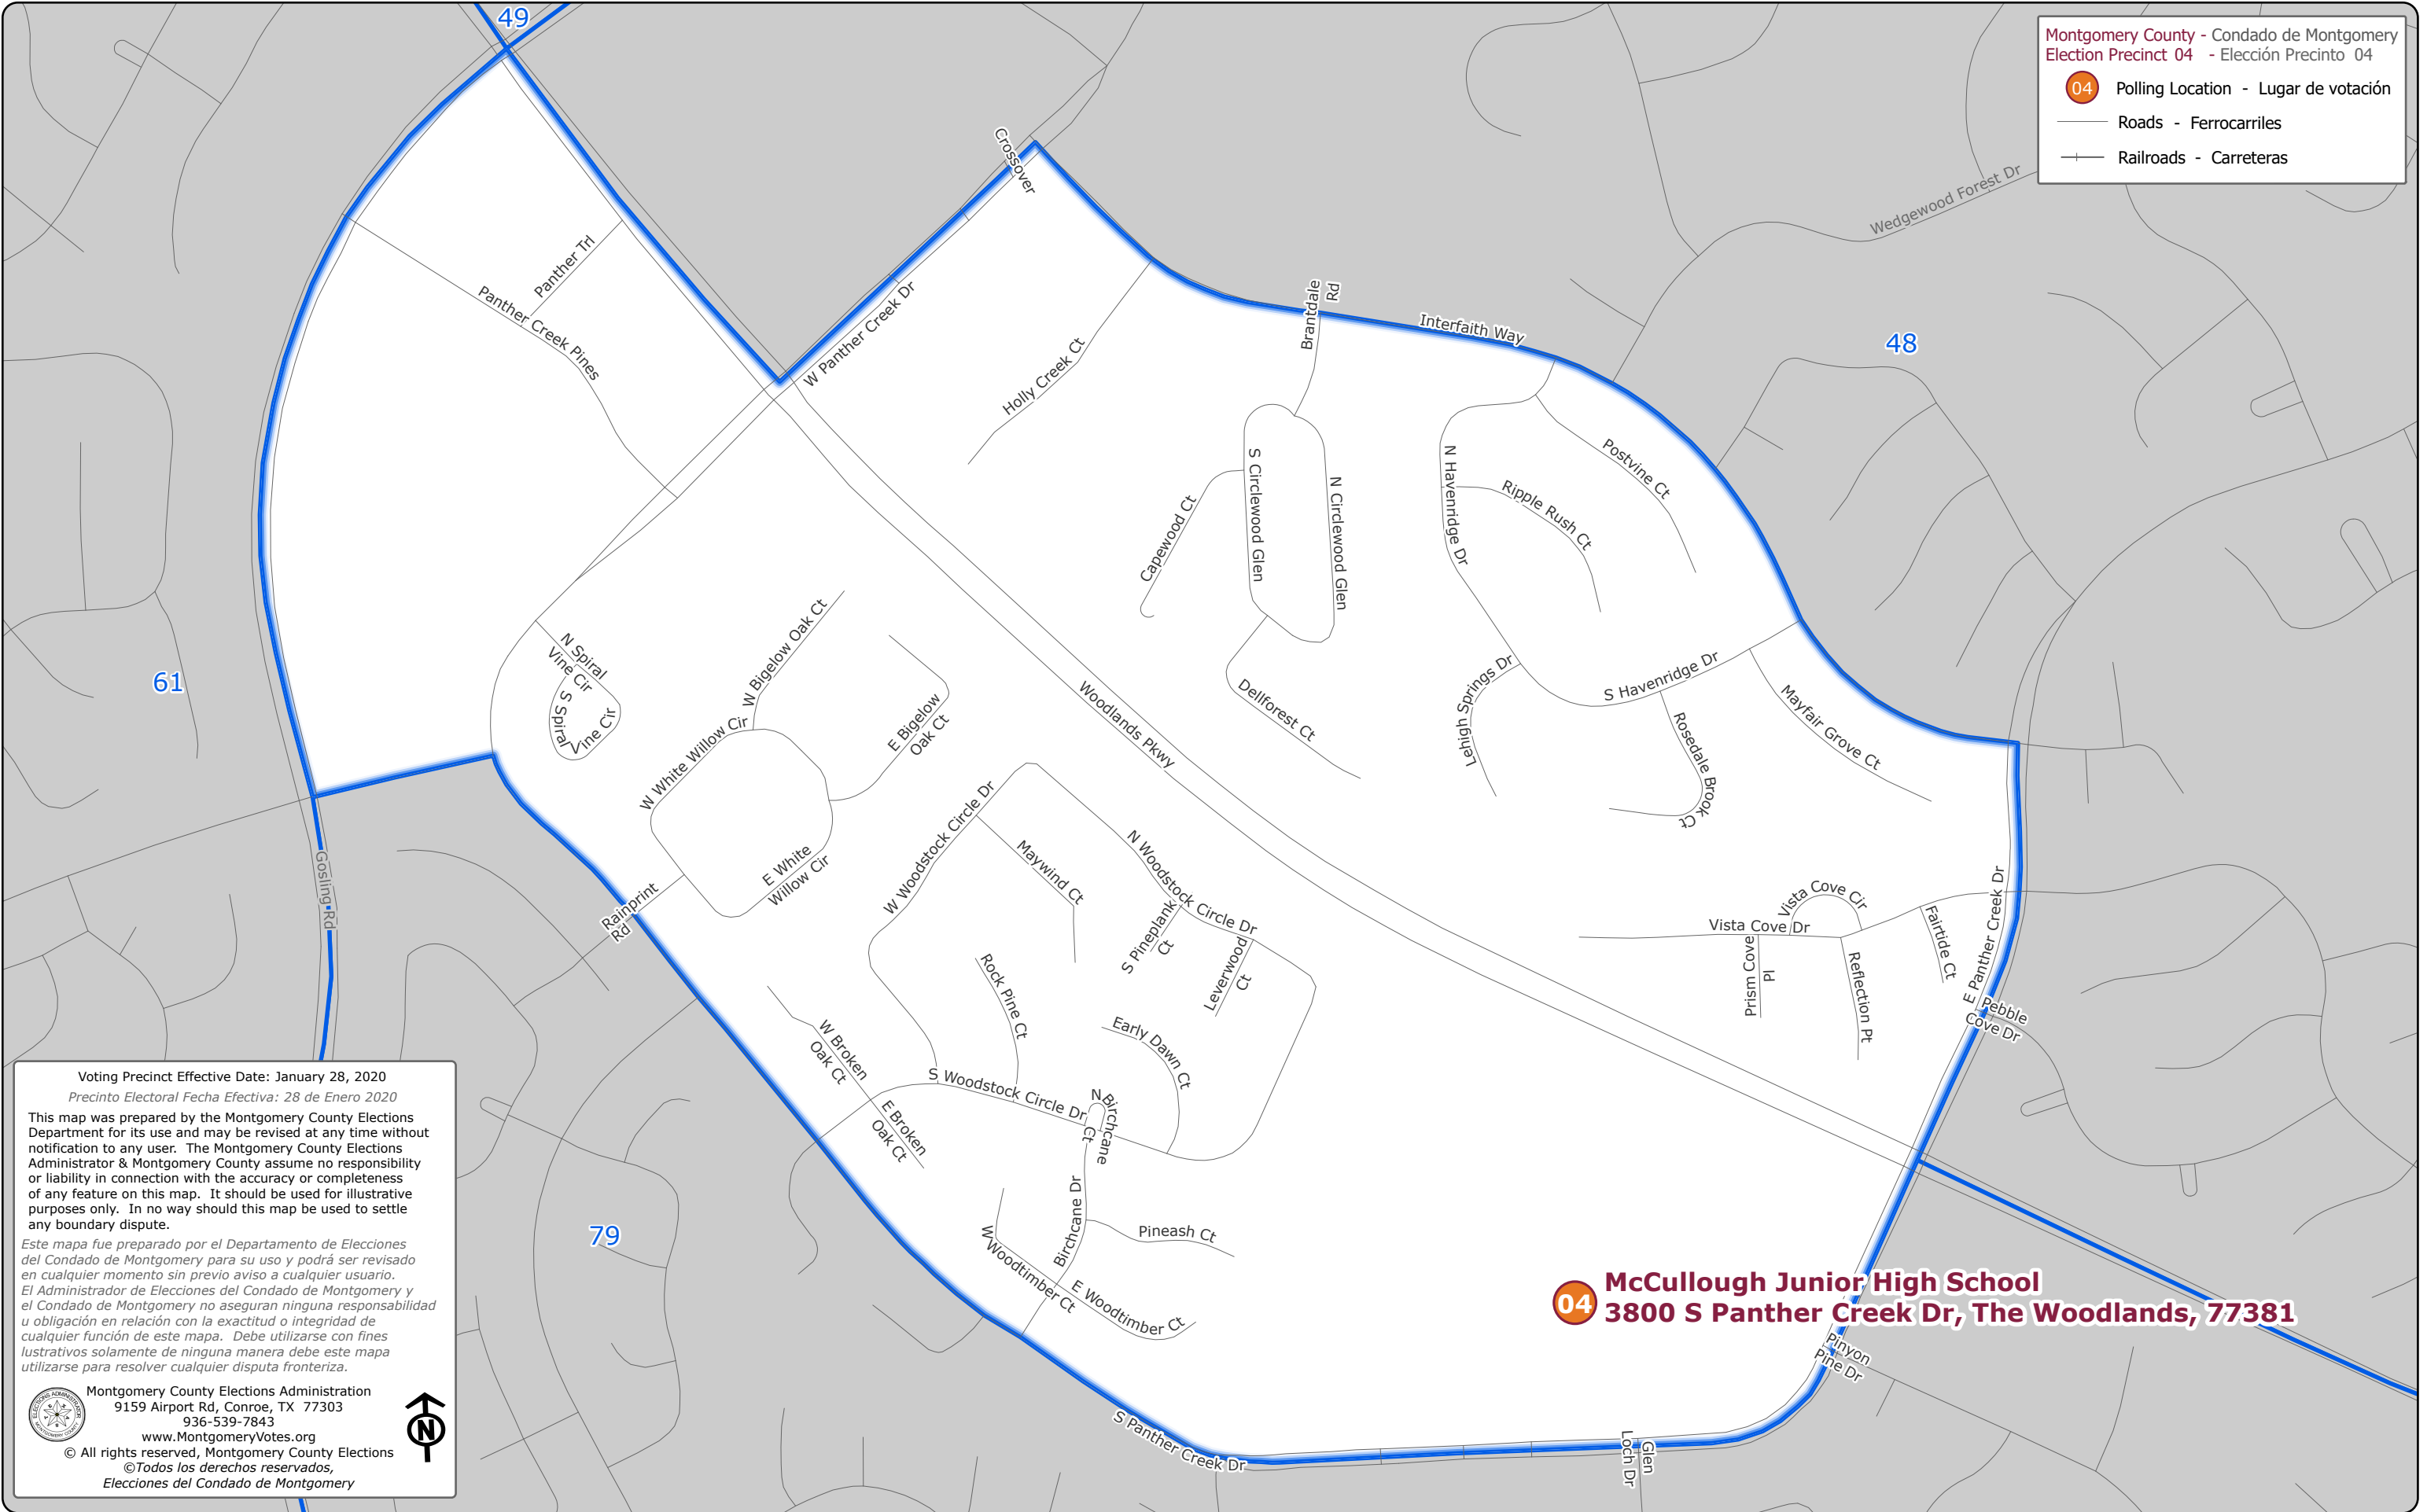 49
Montgomery County - Condado de Montgomery
Election Precinct 04 - Elección Precinto 04
04 Polling Location - Lugar de votación
Roads - Ferrocarriles
Railroads - Carreteras
Crossover
Wedgewood Forest Dr
Panther Trl
Panther Creek Pines
W Panther Creek Dr
Holly Creek Ct
Brantdale
Rd
Interfaith Way
48
S Circlewood Glen
N Circlewood Glen
Capewood Ct
N Havenridge Dr
Ripple Rush Ct
Postvine Ct
61
N Spiral
Vine Cir
S Spiral
Vine Cir
W Bigelow Oak Ct
E Bigelow
Oak Ct
W White Willow Cir
E White
Willow Cir
Woodlands Pkwy
Dellforest Ct
Lehigh Springs Dr
S Havenridge Dr
Rosedale Brook Ct
Mayfair Grove Ct
Gosling Rd
Rainprint
Rd
W Woodstock Circle Dr
Maywind Ct
N Woodstock Circle Dr
S Pineplank
Ct
Leverwood
Ct
Rock Pine Ct
Early Dawn Ct
Vista Cove Cir
Vista Cove Dr
Prism Cove
Pl
Reflection Pt
Fairtide Ct
E Panther Creek Dr
Pebble
Cove Dr
W Broken
Oak Ct
E Broken
Oak Ct
S Woodstock Circle Dr
N Birchcane
Ct
Birchcane Dr
Pineash Ct
W Woodtimber Ct
E Woodtimber Ct
79
04
McCullough Junior High School
3800 S Panther Creek Dr, The Woodlands, 77381
Pinyon
Pine Dr
S Panther Creek Dr
Glen
Loch Dr
Voting Precinct Effective Date: January 28, 2020
Precinto Electoral Fecha Efectiva: 28 de Enero 2020
This map was prepared by the Montgomery County Elections
Department for its use and may be revised at any time without
notification to any user. The Montgomery County Elections
Administrator & Montgomery County assume no responsibility
or liability in connection with the accuracy or completeness
of any feature on this map. It should be used for illustrative
purposes only. In no way should this map be used to settle
any boundary dispute.
Este mapa fue preparado por el Departamento de Elecciones
del Condado de Montgomery para su uso y podrá ser revisado
en cualquier momento sin previo aviso a cualquier usuario.
El Administrador de Elecciones del Condado de Montgomery y
el Condado de Montgomery no aseguran ninguna responsabilidad
u obligación en relación con la exactitud o integridad de
cualquier función de este mapa. Debe utilizarse con fines
lustrativos solamente de ninguna manera debe este mapa
utilizarse para resolver cualquier disputa fronteriza.
Montgomery County Elections Administration
9159 Airport Rd, Conroe, TX 77303
936-539-7843
www.MontgomeryVotes.org
© All rights reserved, Montgomery County Elections
©Todos los derechos reservados,
Elecciones del Condado de Montgomery
ELECTIONS ADMINISTRATOR
MONTGOMERY COUNTY
N